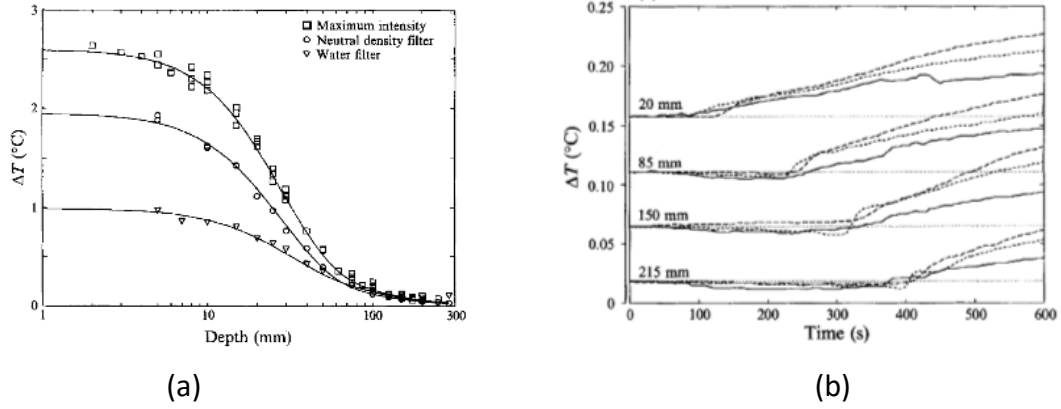 3
2
1
0
ΔT (°C)
□ Maximum intensity
○ Neutral density filter
▽ Water filter
1
10
100
300
Depth (mm)
(a)
0.25
0.20
0.15
0.10
0.05
0
ΔT (°C)
20 mm
85 mm
150 mm
215 mm
0
100
200
300
400
500
600
Time (s)
(b)